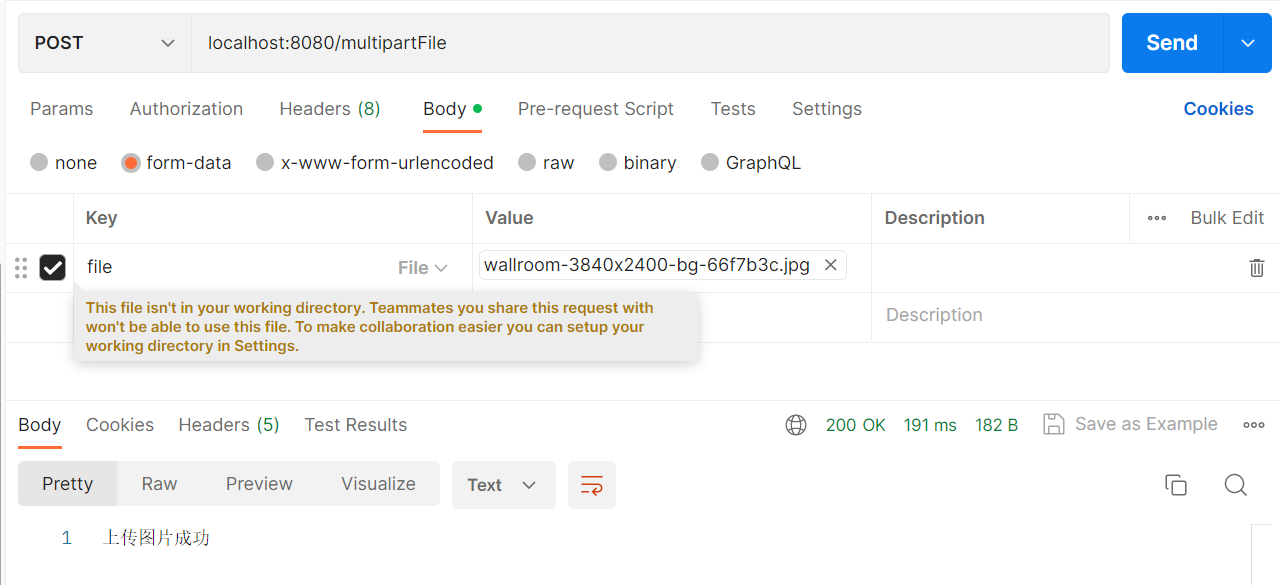 POST localhost:8080/multipartFile Send
Params Authorization Headers (8) Body Pre-request Script Tests Settings Cookies
none form-data x-www-form-urlencoded raw binary GraphQL
Key Value Description Bulk Edit
file File wallroom-3840x2400-bg-66f7b3c.jpg
This file isn't in your working directory. Teammates you share this request with
won't be able to use this file. To make collaboration easier you can setup your
working directory in Settings.
Description
Body Cookies Headers (5) Test Results 200 OK 191 ms 182 B Save as Example
Pretty Raw Preview Visualize Text
1 上传图片成功